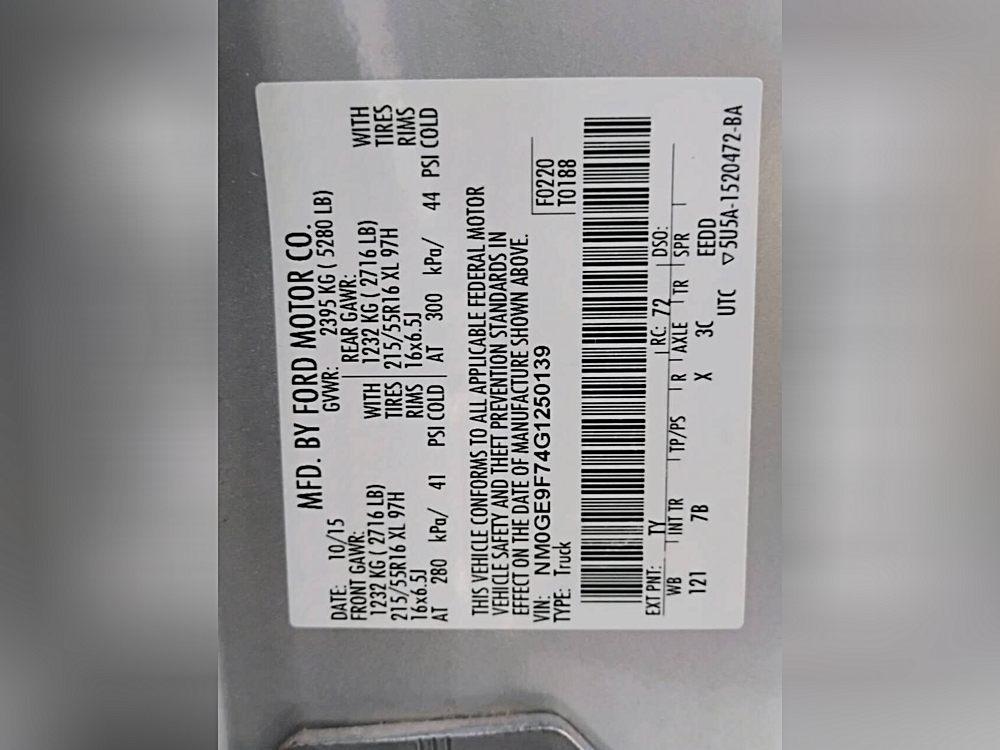 MFD. BY FORD MOTOR CO.
DATE: 10/15 GVWR: 2395 KG ( 5280 LB)
FRONT GAWR: REAR GAWR:
1232 KG ( 2716 LB) WITH 1232 KG ( 2716 LB) WITH
215/55R16 XL 97H TIRES 215/55R16 XL 97H TIRES
16x6.5J RIMS 16x6.5J RIMS
AT 280 kPa/ 41 PSI COLD AT 300 kPa/ 44 PSI COLD
THIS VEHICLE CONFORMS TO ALL APPLICABLE FEDERAL MOTOR
VEHICLE SAFETY AND THEFT PREVENTION STANDARDS IN
EFFECT ON THE DATE OF MANUFACTURE SHOWN ABOVE.
VIN: NM0GE9F74G1250139 F0220
TYPE: Truck T0188
EXT PNT: TY RC: 72 DSO:
WB INT TR TP/PS R AXLE TR SPR
121 7B X 3C EEDD
UTC ▽5U5A-1520472-BA